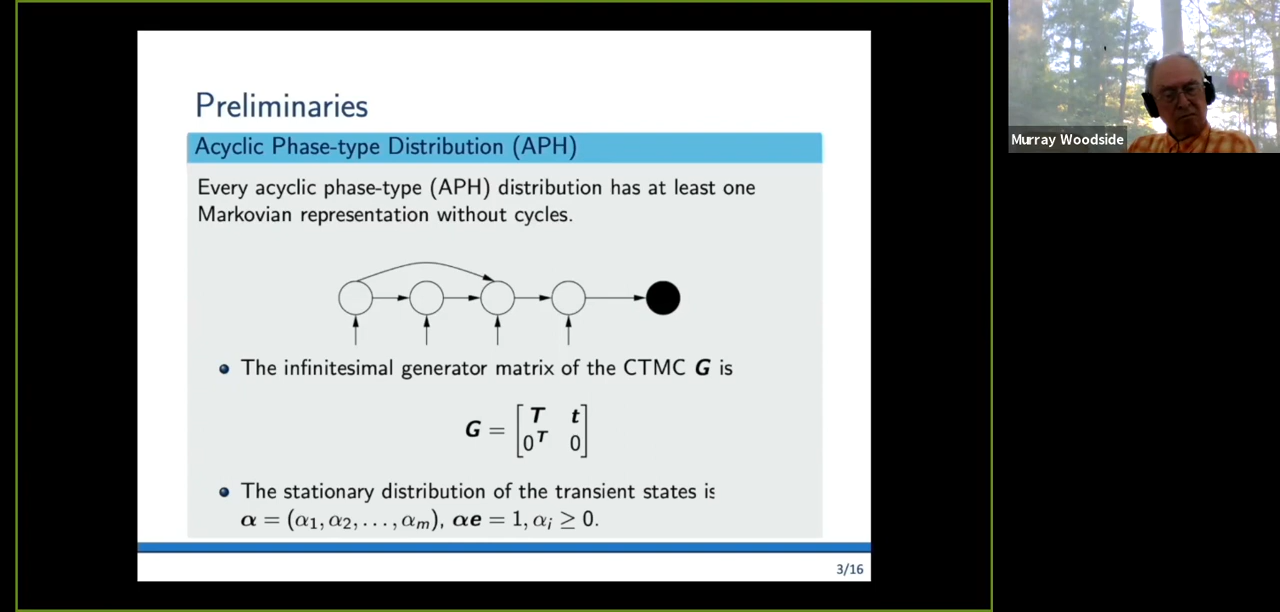 Preliminaries
Acyclic Phase-type Distribution (APH)
Every acyclic phase-type (APH) distribution has at least one
Markovian representation without cycles.
The infinitesimal generator matrix of the CTMC G is
G = [T t
0ᵀ 0]
The stationary distribution of the transient states is
α = (α₁, α₂, . . . , αₘ), αe = 1, αᵢ ≥ 0.
3/16
Murray Woodside